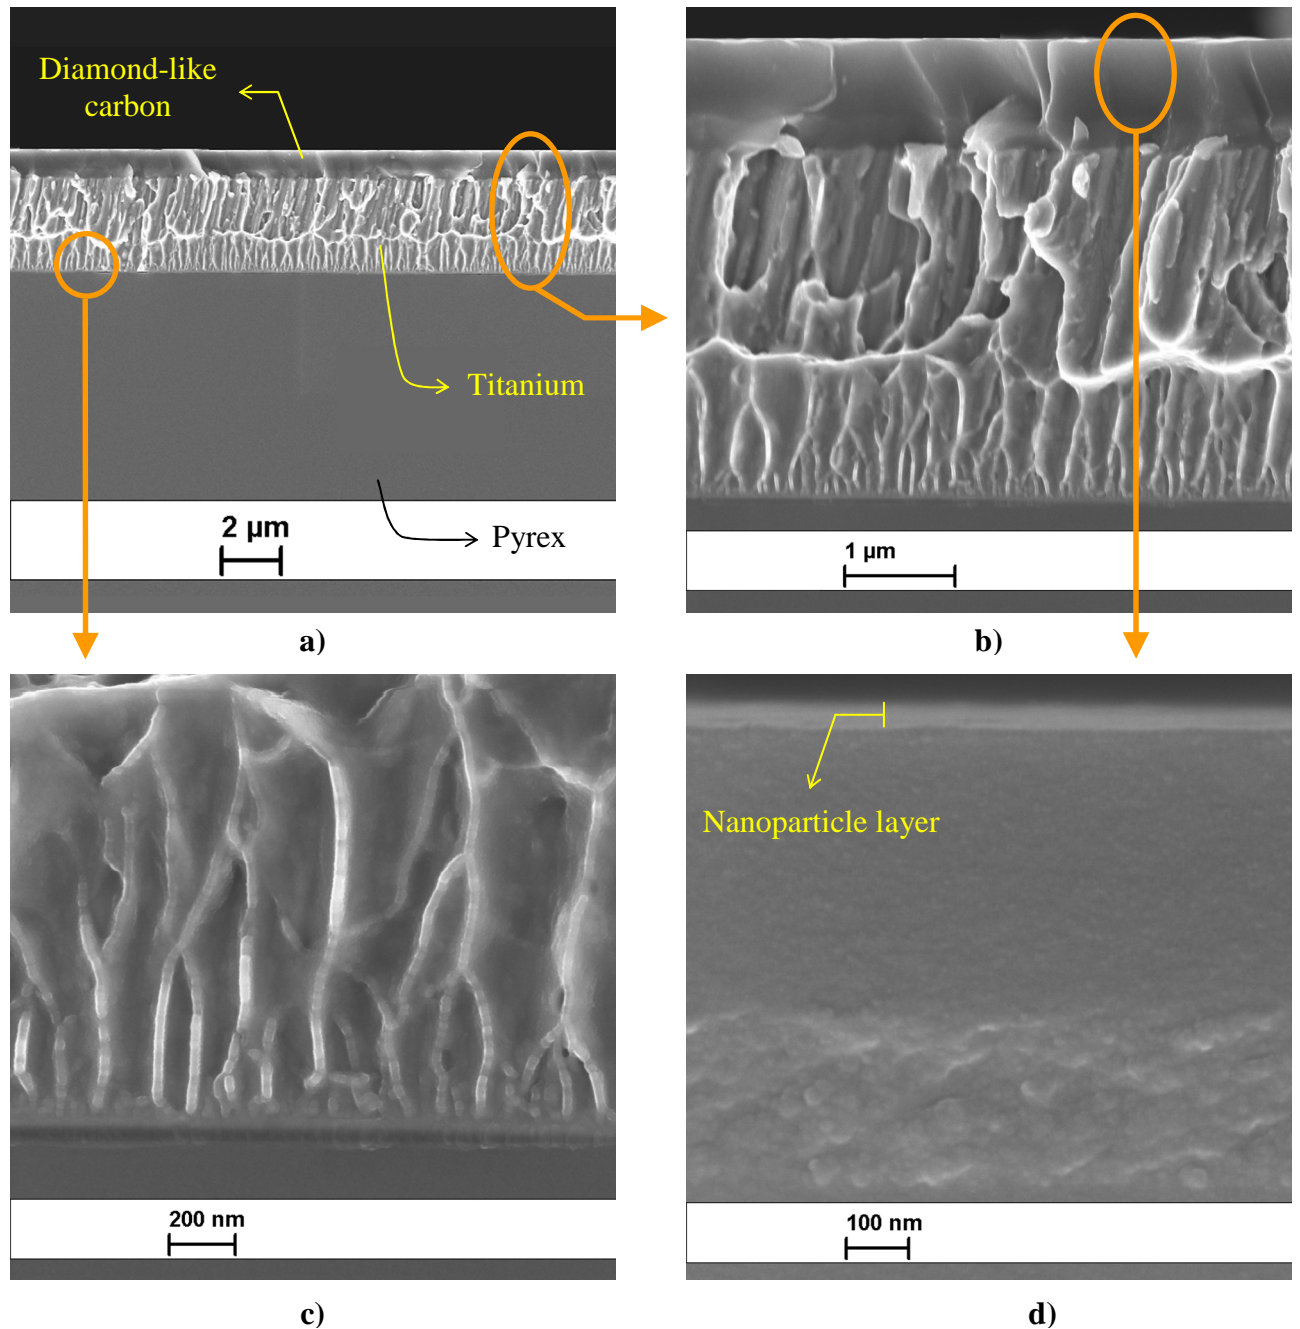 Diamond-like
carbon
Titanium
2 µm
Pyrex
a)
1 µm
b)
200 nm
c)
Nanoparticle layer
100 nm
d)